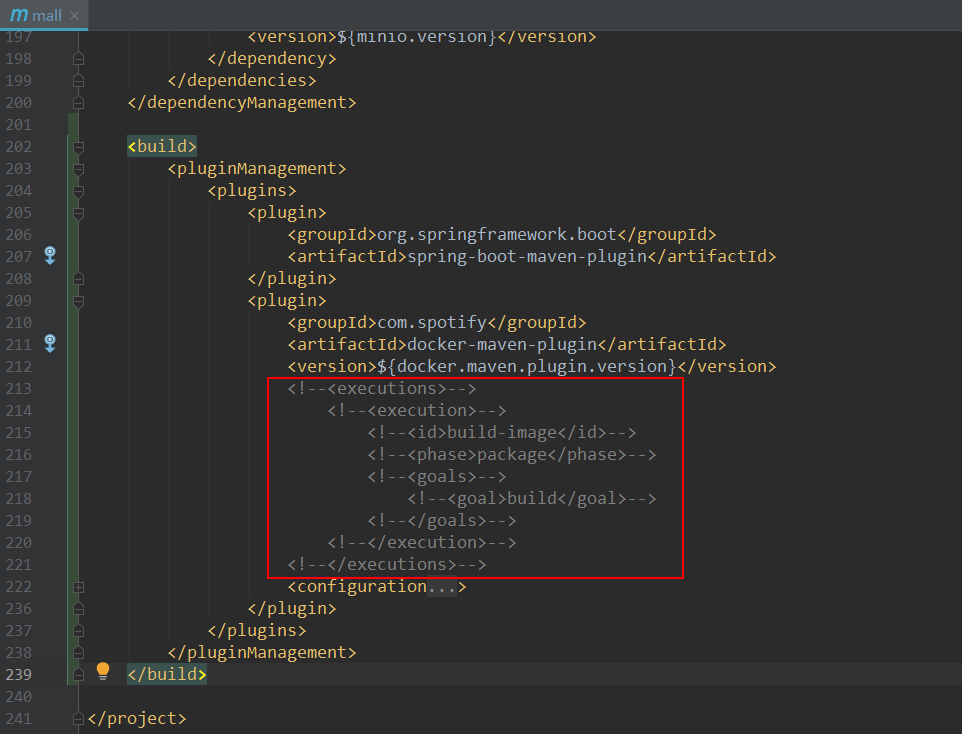 m mall ×
197 <version>${minio.version}</version>
198 </dependency>
199 </dependencies>
200 </dependencyManagement>
201
202 <build>
203 <pluginManagement>
204 <plugins>
205 <plugin>
206 <groupId>org.springframework.boot</groupId>
207 <artifactId>spring-boot-maven-plugin</artifactId>
208 </plugin>
209 <plugin>
210 <groupId>com.spotify</groupId>
211 <artifactId>docker-maven-plugin</artifactId>
212 <version>${docker.maven.plugin.version}</version>
213 <!--<executions>-->
214 <!--<execution>-->
215 <!--<id>build-image</id>-->
216 <!--<phase>package</phase>-->
217 <!--<goals>-->
218 <!--<goal>build</goal>-->
219 <!--</goals>-->
220 <!--</execution>-->
221 <!--</executions>-->
222 <configuration...>
236 </plugin>
237 </plugins>
238 </pluginManagement>
239 </build>
240
241 </project>